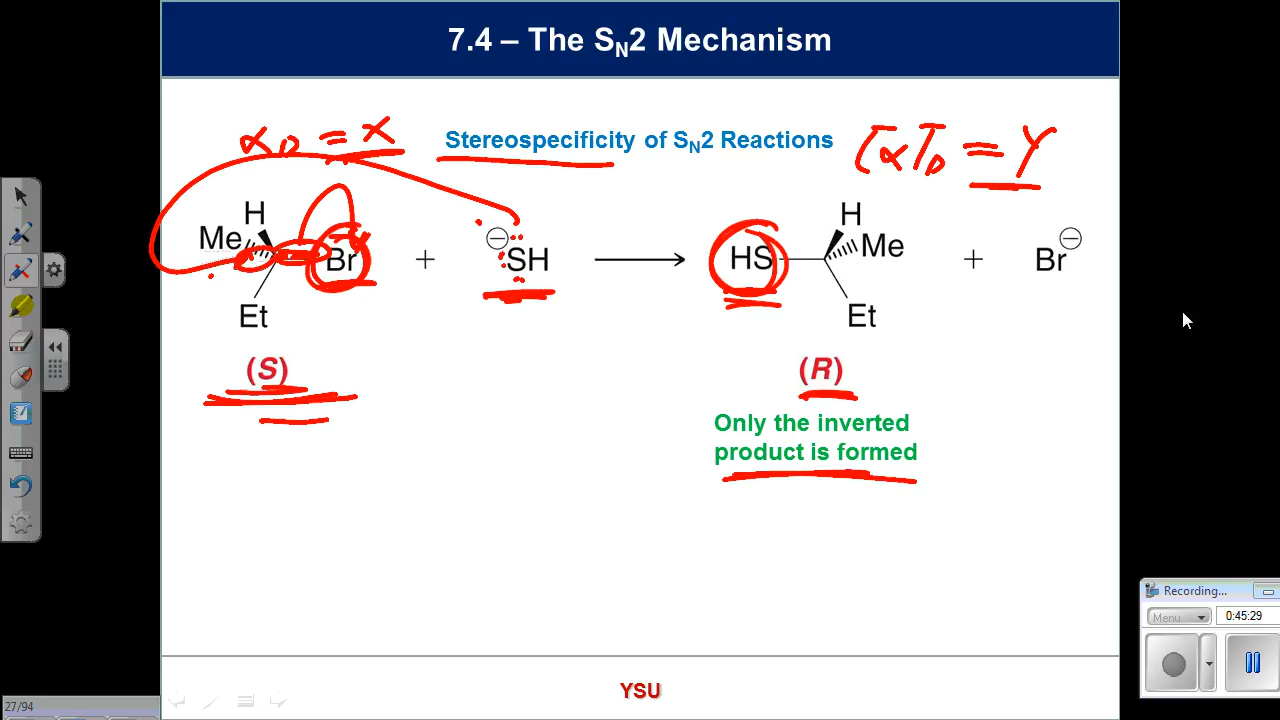 7.4 – The SN2 Mechanism
αD = X
Stereospecificity of SN2 Reactions
[α]D = Y
H
Me
Br
Et
+
⊖
SH
HS
H
Me
Et
+
Br
⊖
(S)
(R)
Only the inverted
product is formed
YSU
27/94
Recording...
Menu
0:45:29